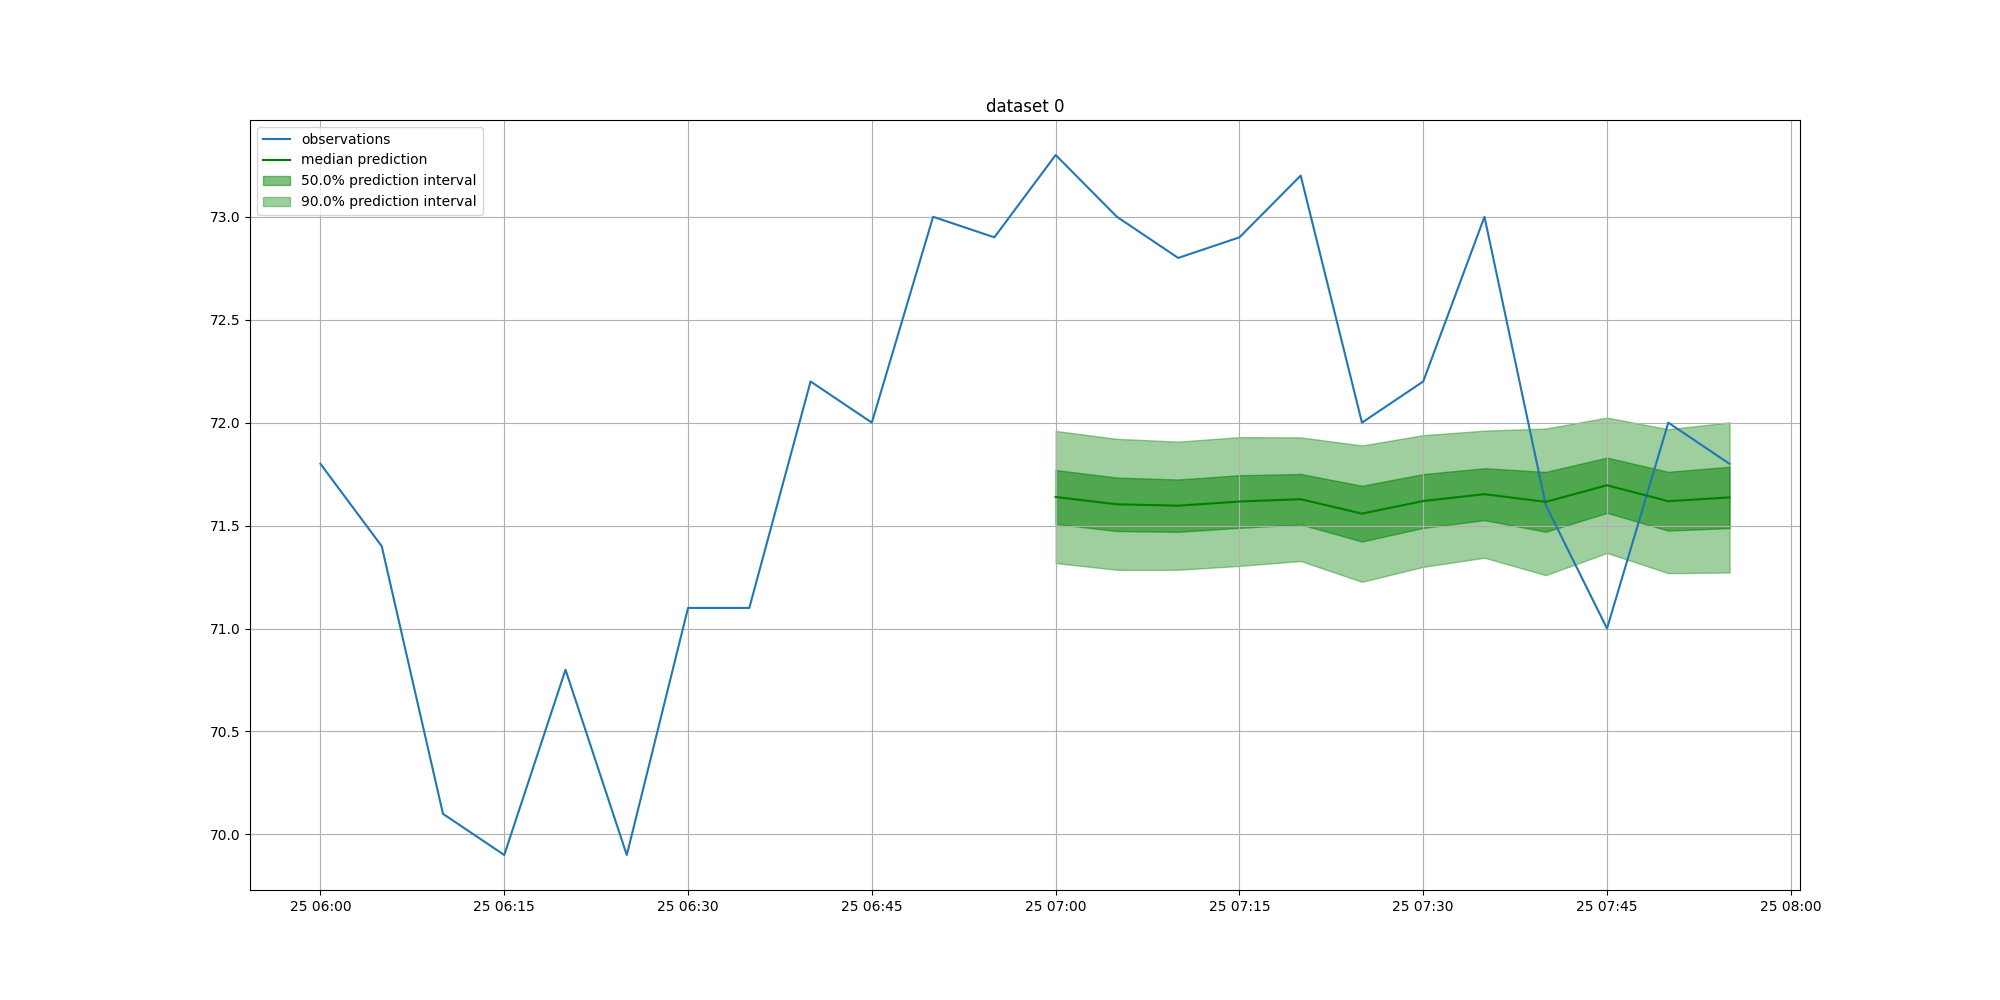 dataset 0
observations
median prediction
50.0% prediction interval
90.0% prediction interval
73.0
72.5
72.0
71.5
71.0
70.5
70.0
25 06:00 25 06:15 25 06:30 25 06:45 25 07:00 25 07:15 25 07:30 25 07:45 25 08:00